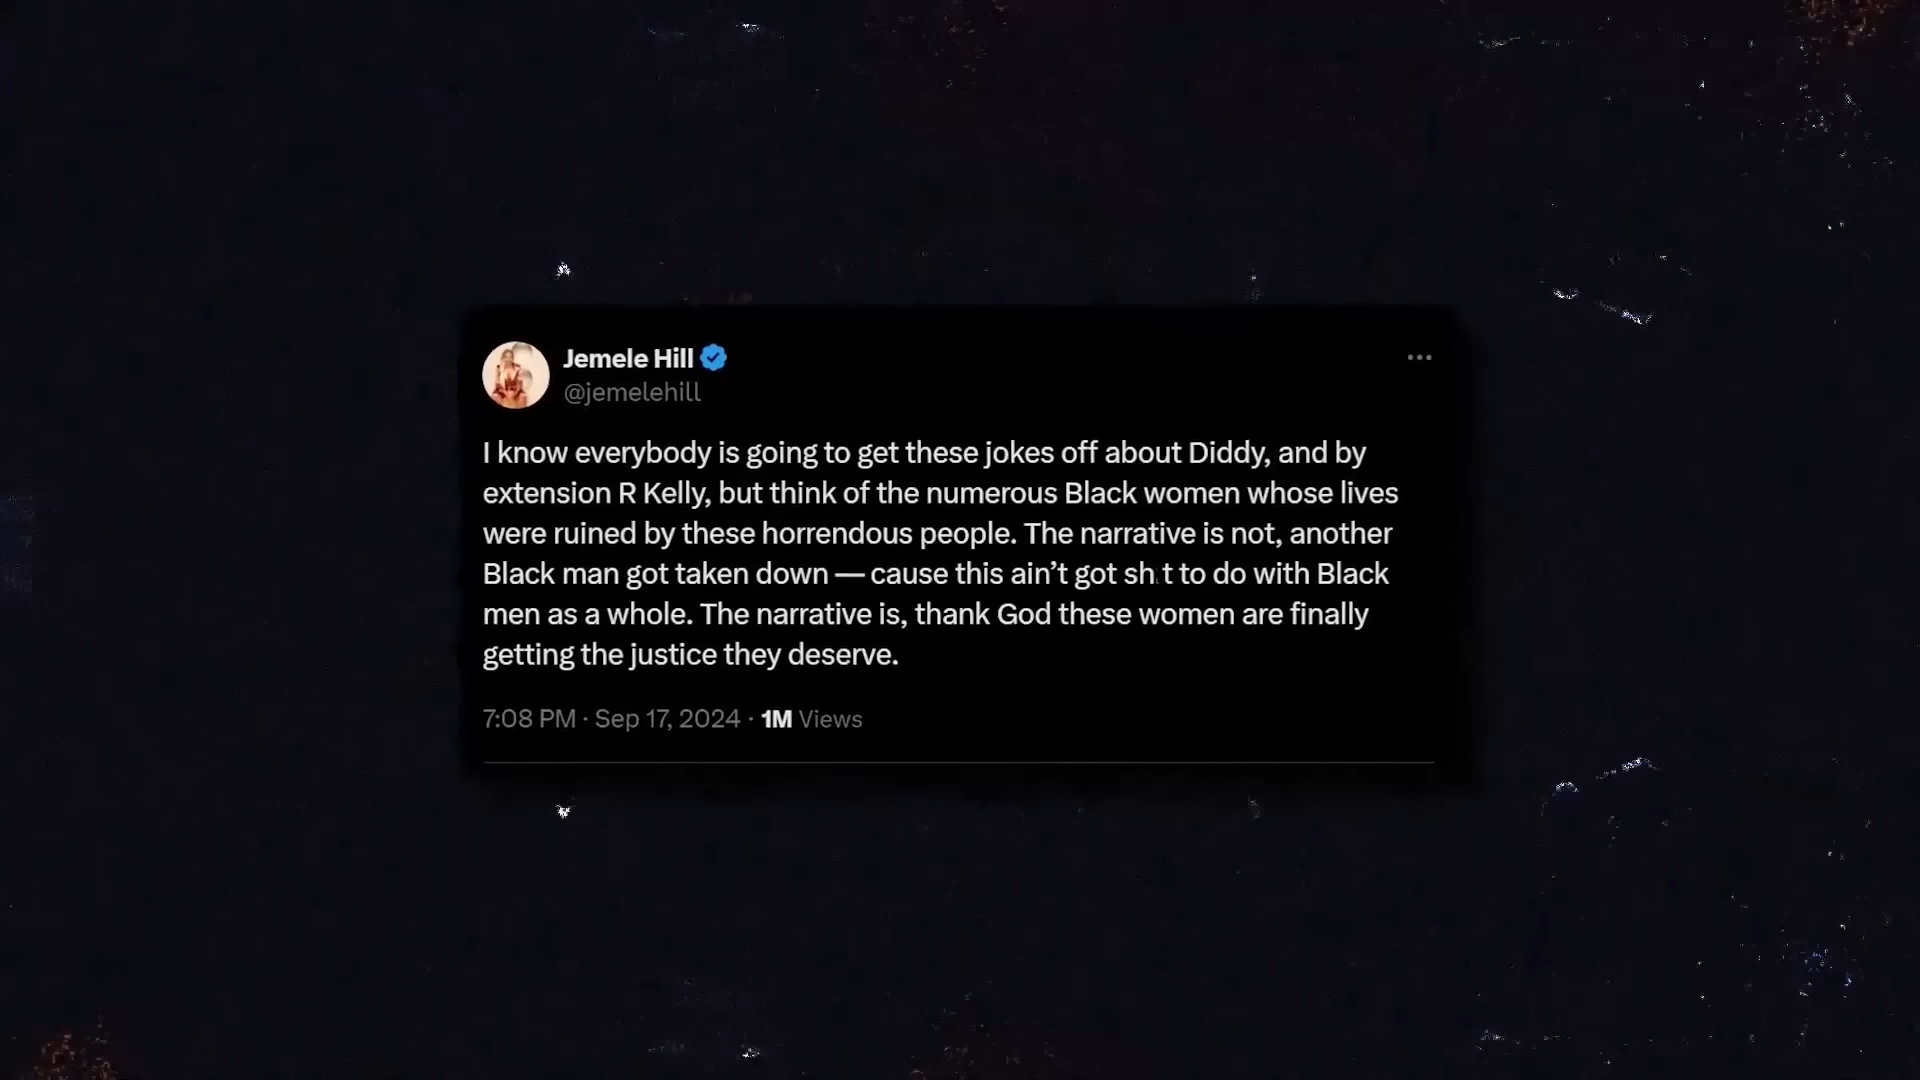 Jemele Hill
@jemelehill
I know everybody is going to get these jokes off about Diddy, and by
extension R Kelly, but think of the numerous Black women whose lives
were ruined by these horrendous people. The narrative is not, another
Black man got taken down — cause this ain’t got sh t to do with Black
men as a whole. The narrative is, thank God these women are finally
getting the justice they deserve.
7:08 PM · Sep 17, 2024 · 1M Views